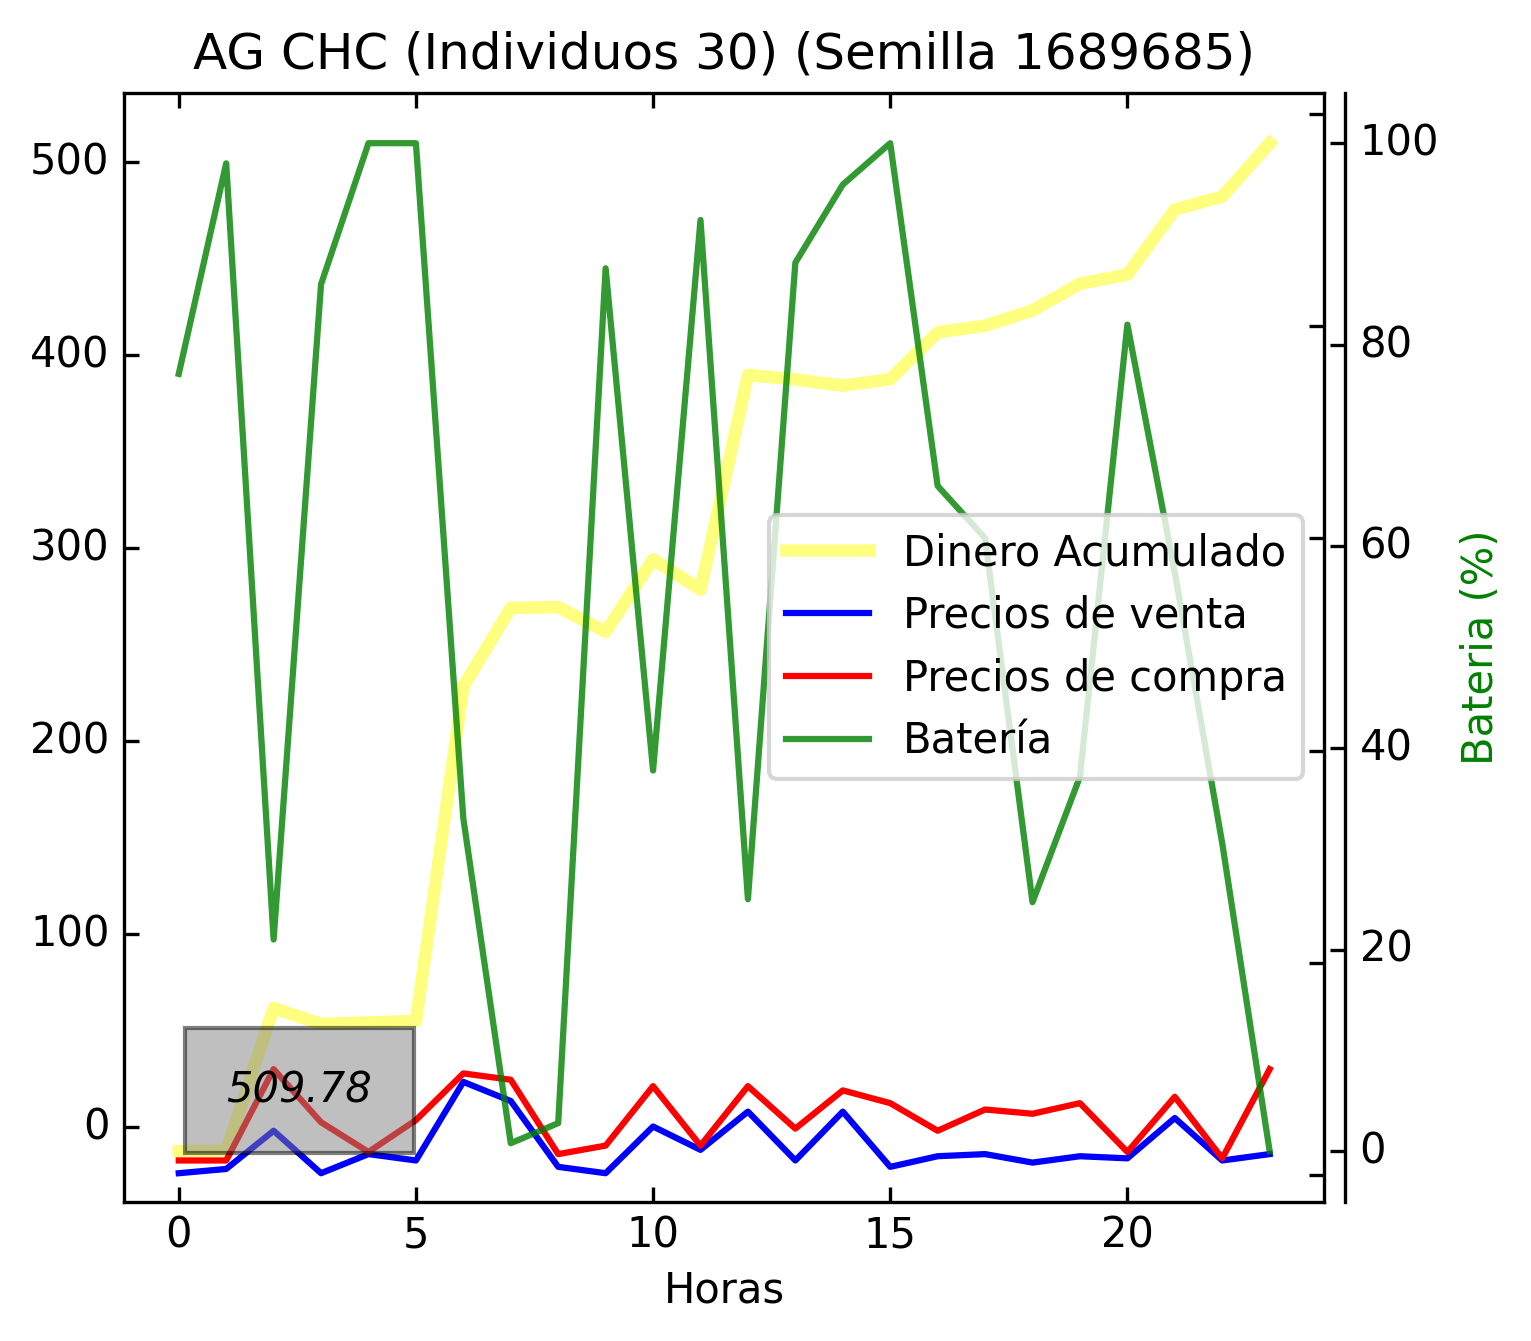 AG CHC (Individuos 30) (Semilla 1689685)
500
400
300
200
100
0
100
80
60
40
20
0
Bateria (%)
Dinero Acumulado
Precios de venta
Precios de compra
Batería
509.78
0 5 10 15 20
Horas